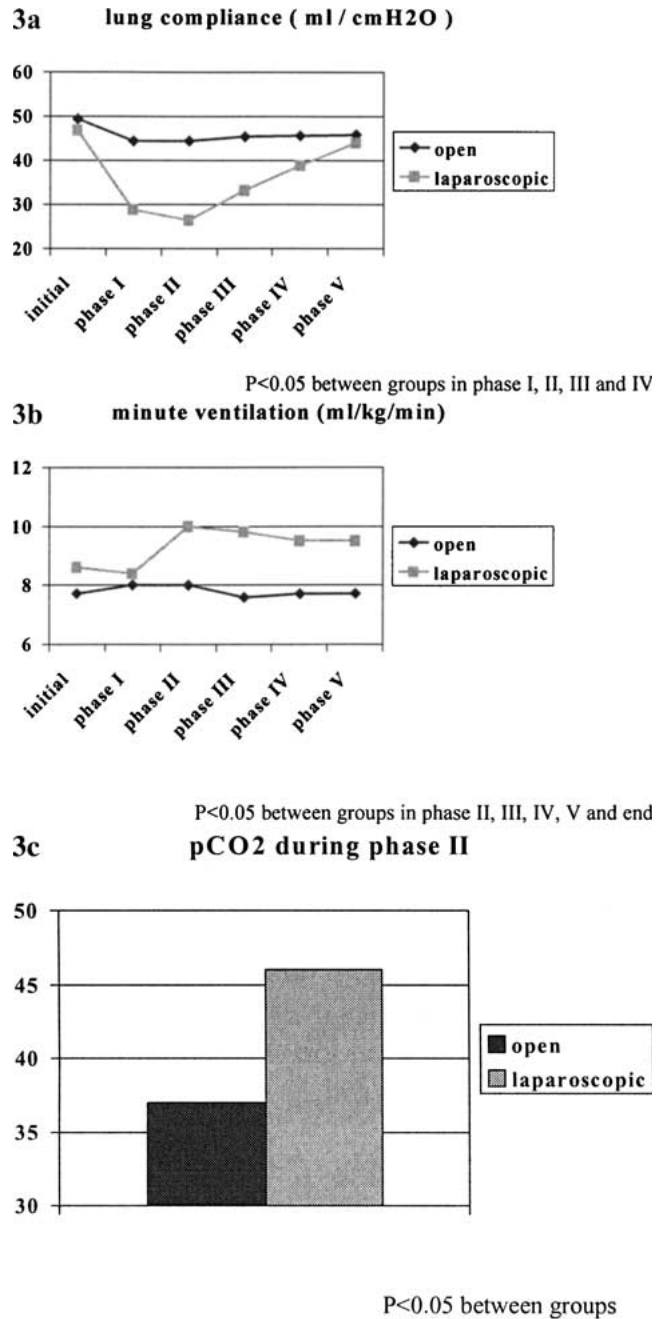 3a lung compliance ( ml / cmH2O )
60
50
40
30
20
open
laparoscopic
initial
phase I
phase II
phase III
phase IV
phase V
P<0.05 between groups in phase I, II, III and IV
3b minute ventilation (ml/kg/min)
12
10
8
6
open
laparoscopic
initial
phase I
phase II
phase III
phase IV
phase V
P<0.05 between groups in phase II, III, IV, V and end
3c pCO2 during phase II
50
45
40
35
30
open
laparoscopic
P<0.05 between groups